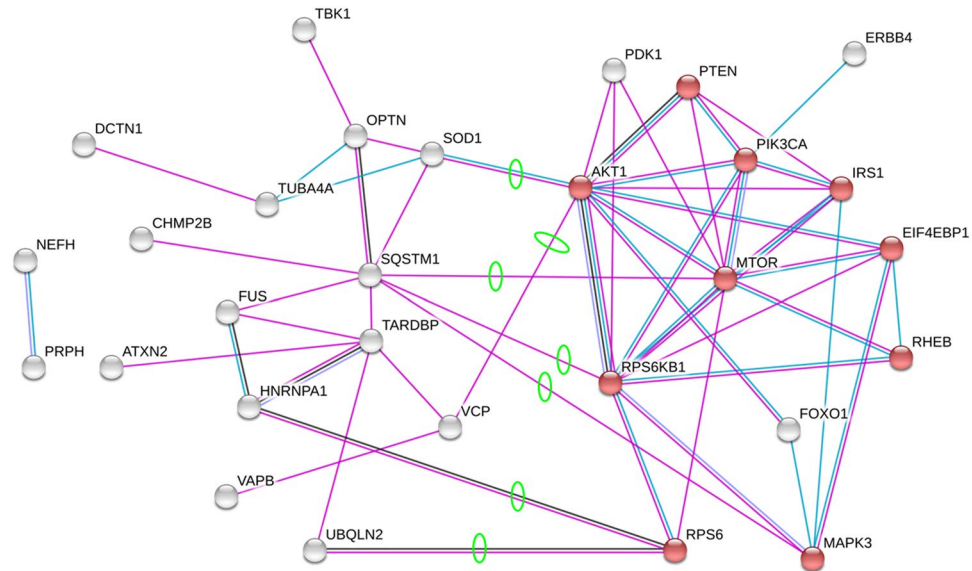 TBK1
ERBB4
PDK1
PTEN
OPTN
SOD1
DCTN1
PIK3CA
AKT1
IRS1
TUBA4A
CHMP2B
EIF4EBP1
NEFH
SQSTM1
MTOR
FUS
TARDBP
RHEB
PRPH
ATXN2
RPS6KB1
HNRNPA1
VCP
FOXO1
VAPB
UBQLN2
RPS6
MAPK3